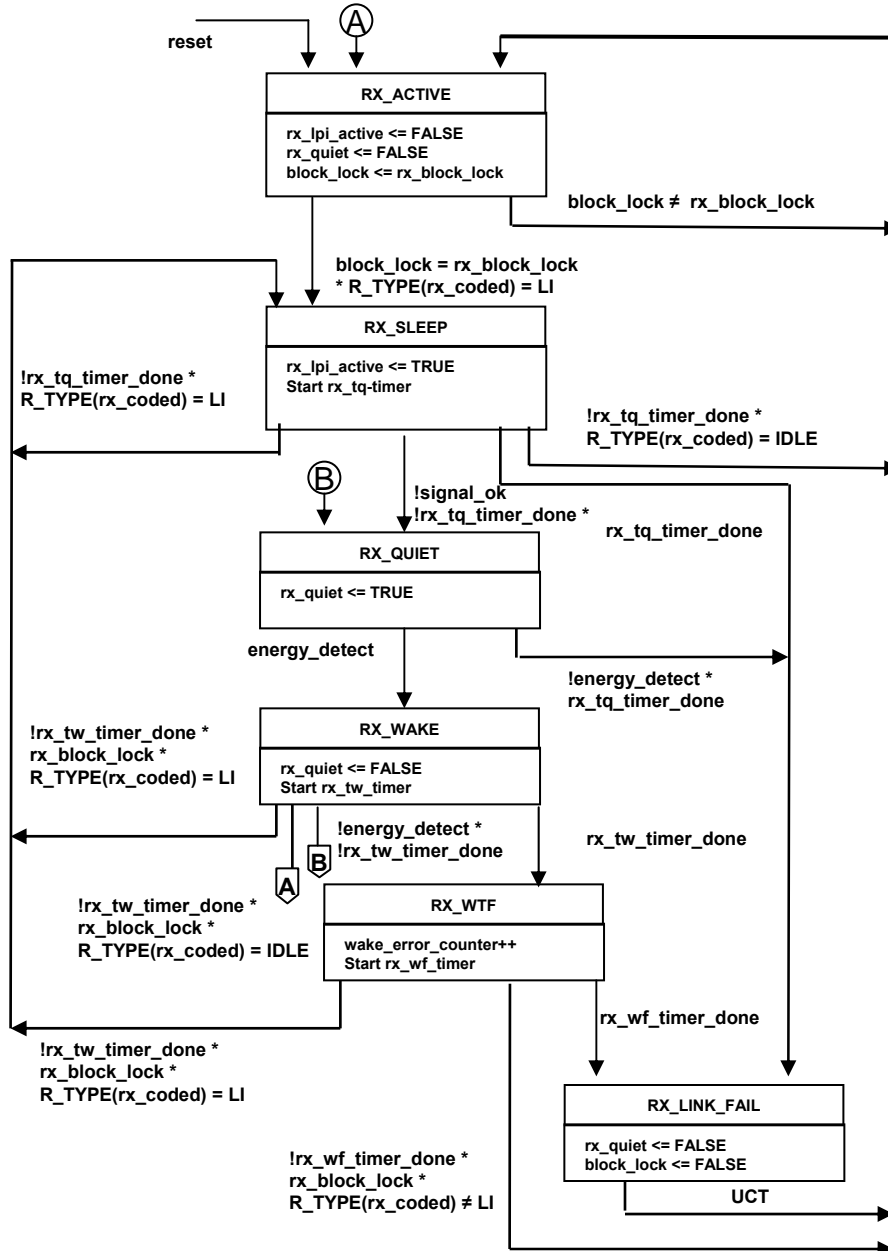 A
reset
RX_ACTIVE
rx_lpi_active <= FALSE
rx_quiet <= FALSE
block_lock <= rx_block_lock
block_lock ≠ rx_block_lock
block_lock = rx_block_lock
* R_TYPE(rx_coded) = LI
RX_SLEEP
rx_lpi_active <= TRUE
Start rx_tq-timer
!rx_tq_timer_done *
R_TYPE(rx_coded) = LI
!rx_tq_timer_done *
R_TYPE(rx_coded) = IDLE
B
!signal_ok
!rx_tq_timer_done *
rx_tq_timer_done
RX_QUIET
rx_quiet <= TRUE
energy_detect
!energy_detect *
rx_tq_timer_done
RX_WAKE
rx_quiet <= FALSE
Start rx_tw_timer
!rx_tw_timer_done *
rx_block_lock *
R_TYPE(rx_coded) = LI
!energy_detect *
!rx_tw_timer_done
rx_tw_timer_done
B
A
!rx_tw_timer_done *
rx_block_lock *
R_TYPE(rx_coded) = IDLE
RX_WTF
wake_error_counter++
Start rx_wf_timer
rx_wf_timer_done
!rx_tw_timer_done *
rx_block_lock *
R_TYPE(rx_coded) = LI
RX_LINK_FAIL
rx_quiet <= FALSE
block_lock <= FALSE
!rx_wf_timer_done *
rx_block_lock *
R_TYPE(rx_coded) ≠ LI
UCT